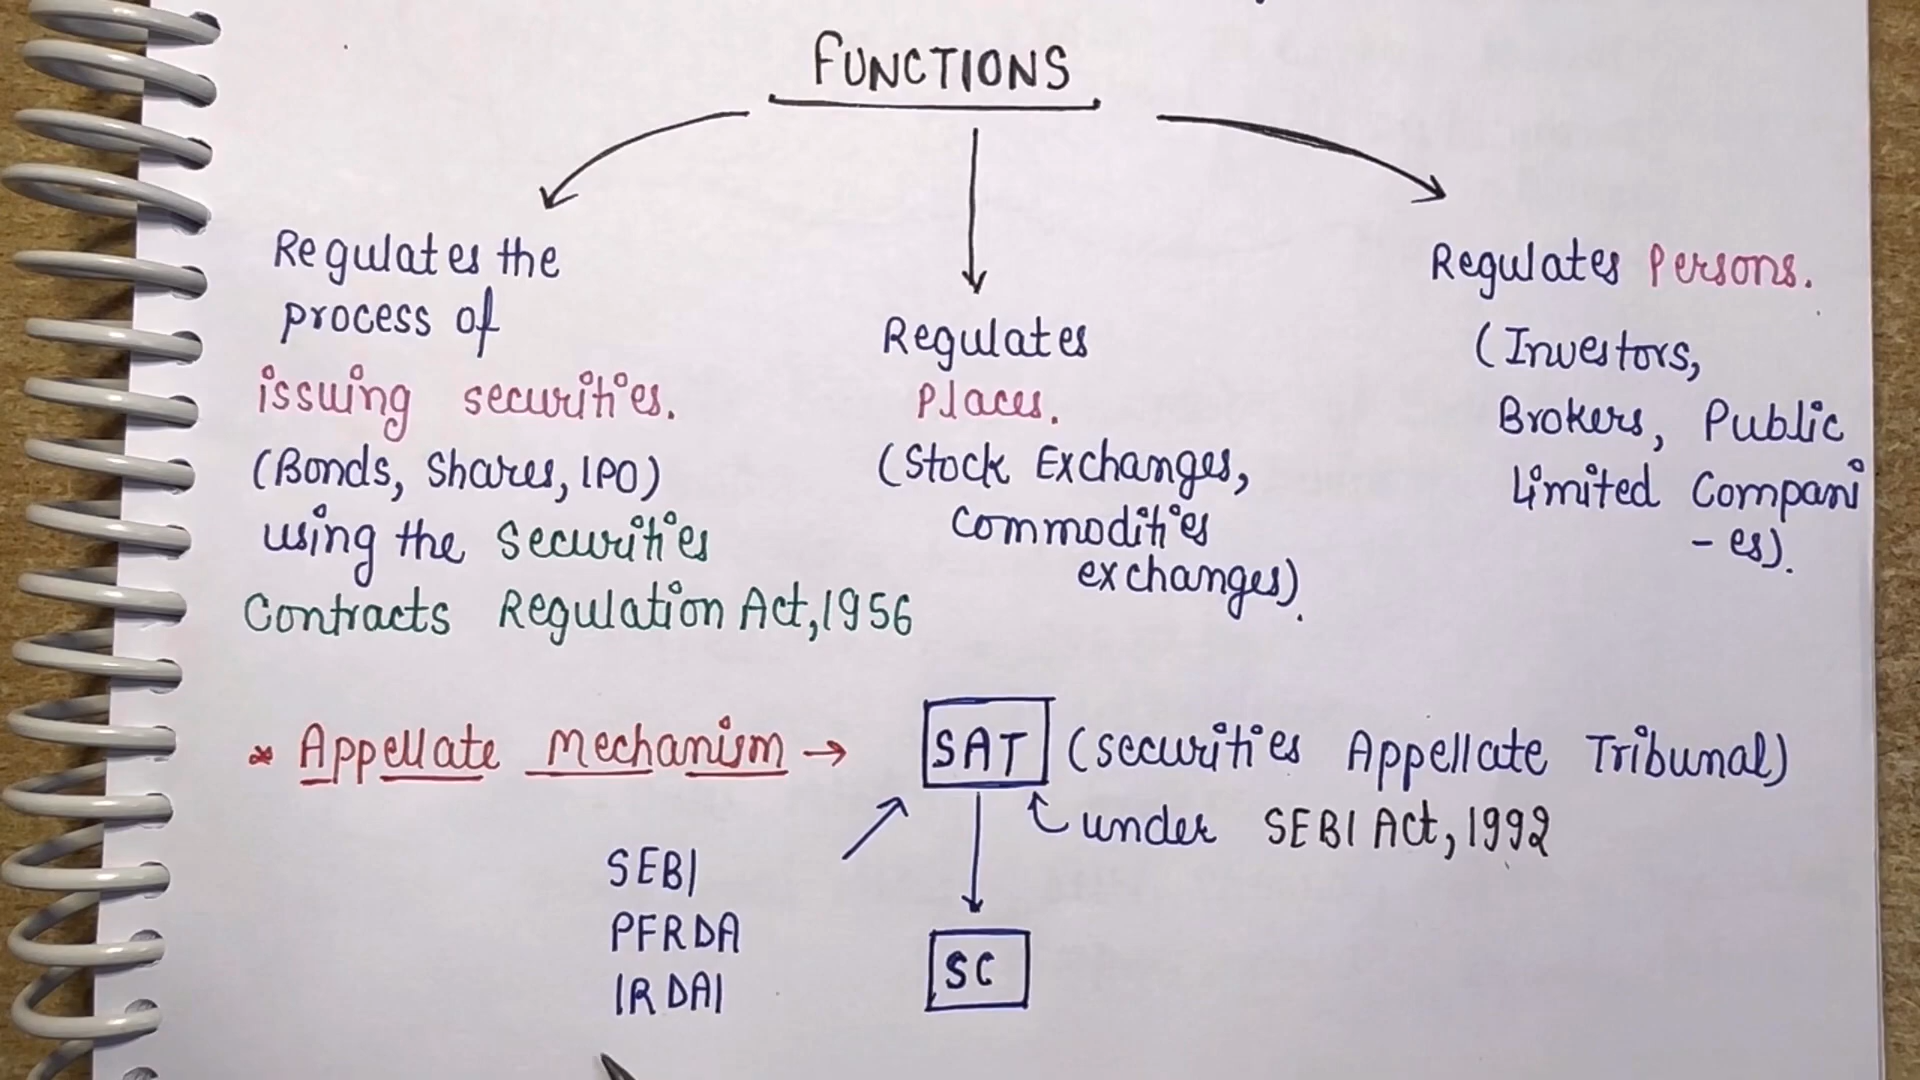 FUNCTIONS
Regulates the
process of
issuing securities.
(Bonds, Shares, IPO)
using the Securities
Contracts Regulation Act, 1956
Regulates
Places.
(Stock Exchanges,
Commodities
exchanges).
Regulates Persons.
(Investors,
Brokers, Public
Limited Compani
-es).
* Appellate Mechanism → SAT (Securities Appellate Tribunal)
under SEBI Act, 1992
SEBI
PFRDA
IRDAI
SC